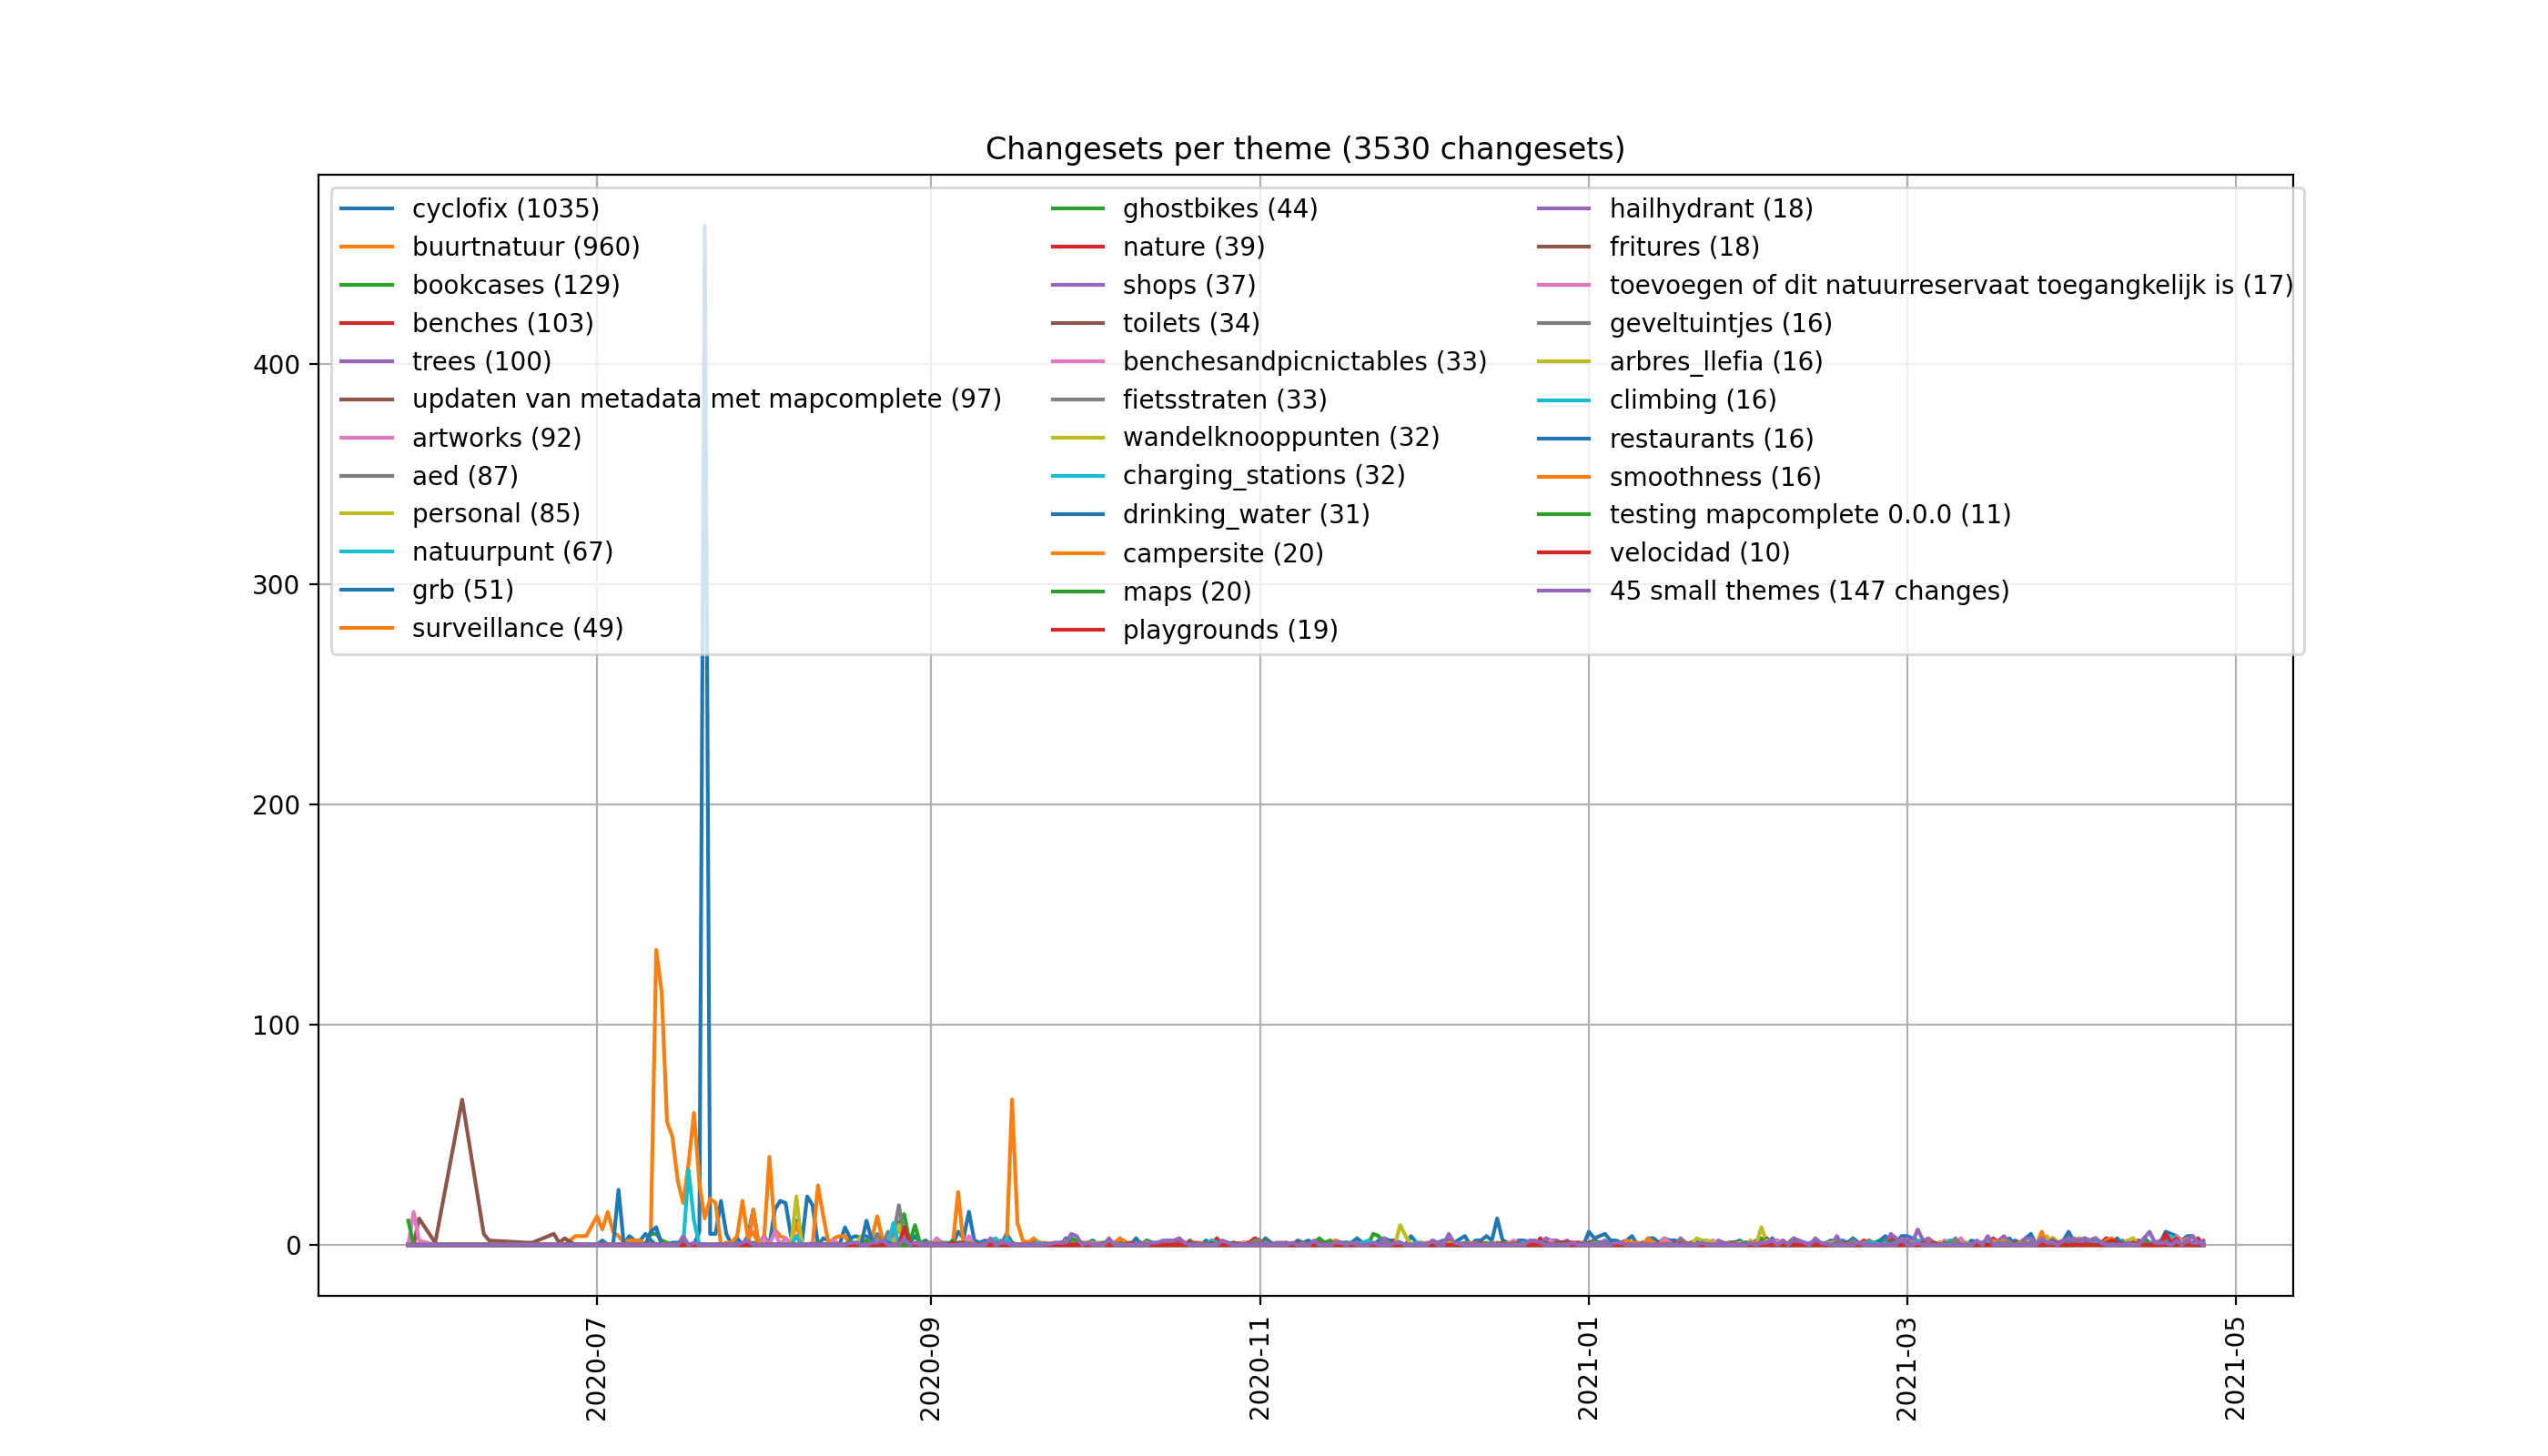 Changesets per theme (3530 changesets)
cyclofix (1035)
buurtnatuur (960)
bookcases (129)
benches (103)
trees (100)
updaten van metadata met mapcomplete (97)
artworks (92)
aed (87)
personal (85)
natuurpunt (67)
grb (51)
surveillance (49)
ghostbikes (44)
nature (39)
shops (37)
toilets (34)
benchesandpicnictables (33)
fietsstraten (33)
wandelknooppunten (32)
charging_stations (32)
drinking_water (31)
campersite (20)
maps (20)
playgrounds (19)
hailhydrant (18)
fritures (18)
toevoegen of dit natuurreservaat toegangkelijk is (17)
geveltuintjes (16)
arbres_llefia (16)
climbing (16)
restaurants (16)
smoothness (16)
testing mapcomplete 0.0.0 (11)
velocidad (10)
45 small themes (147 changes)
400
300
200
100
0
2020-07
2020-09
2020-11
2021-01
2021-03
2021-05